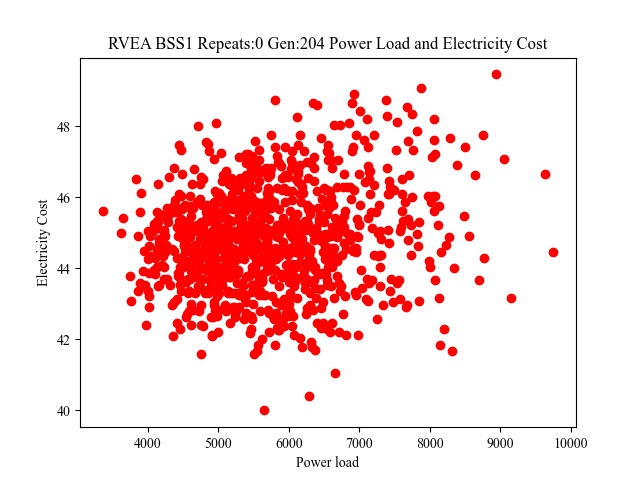 RVEA BSS1 Repeats:0 Gen:204 Power Load and Electricity Cost
48
46
44
42
40
Electricity Cost
4000 5000 6000 7000 8000 9000 10000
Power load